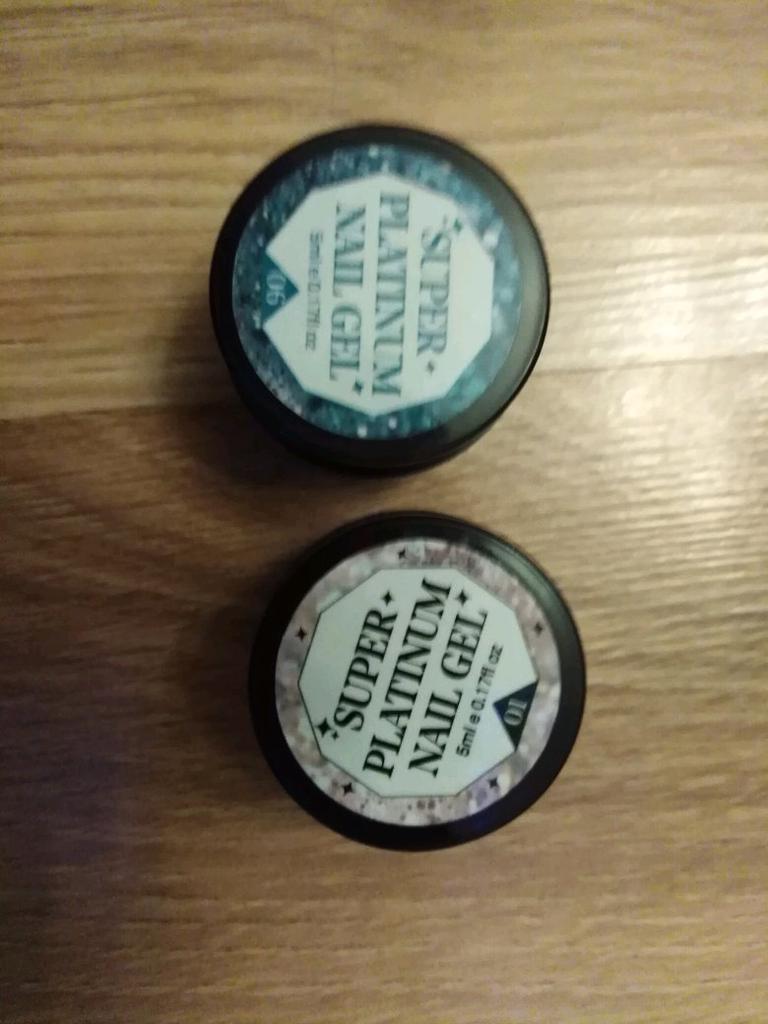 SUPER
PLATINUM
NAIL GEL
5ml e 0.17fl oz
06
SUPER
PLATINUM
NAIL GEL
5ml e 0.17fl oz
01